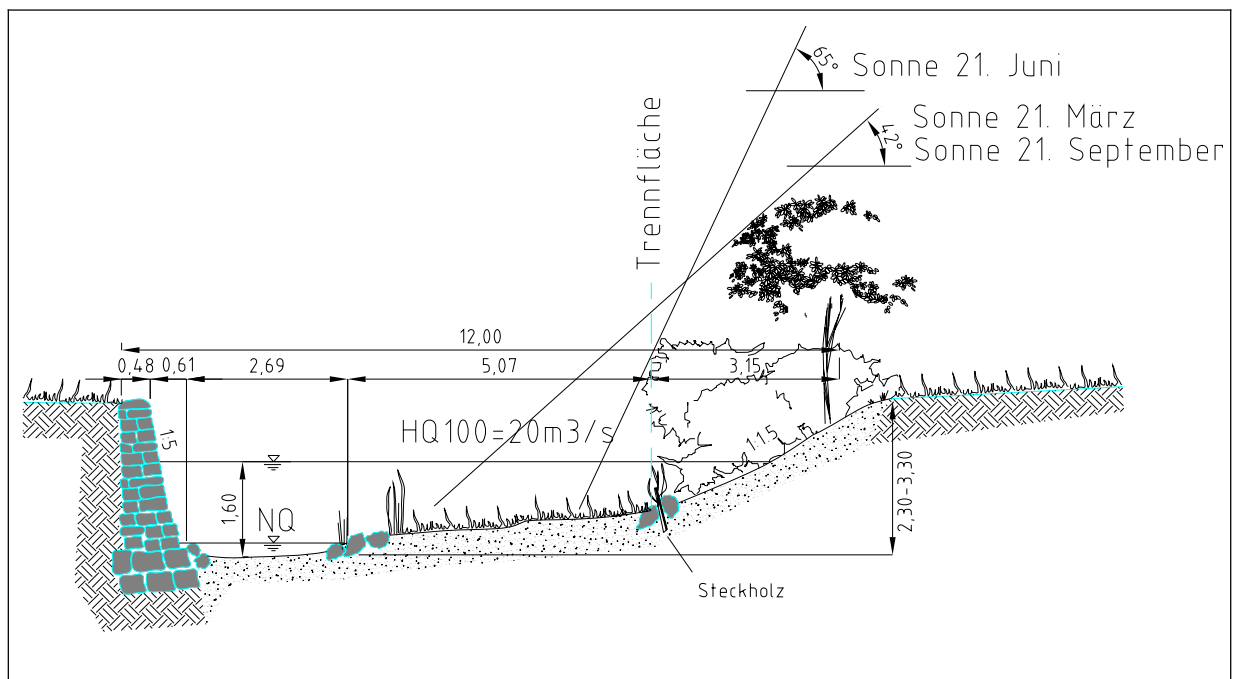 65°
Sonne 21. Juni
Trennfläche
Sonne 21. März
42°
Sonne 21. September
12,00
0,48 0,61 2,69 5,07 3,15
1:5
HQ100=20m3/s
1:1.5
1,60
NQ
2,30-3,30
Steckholz